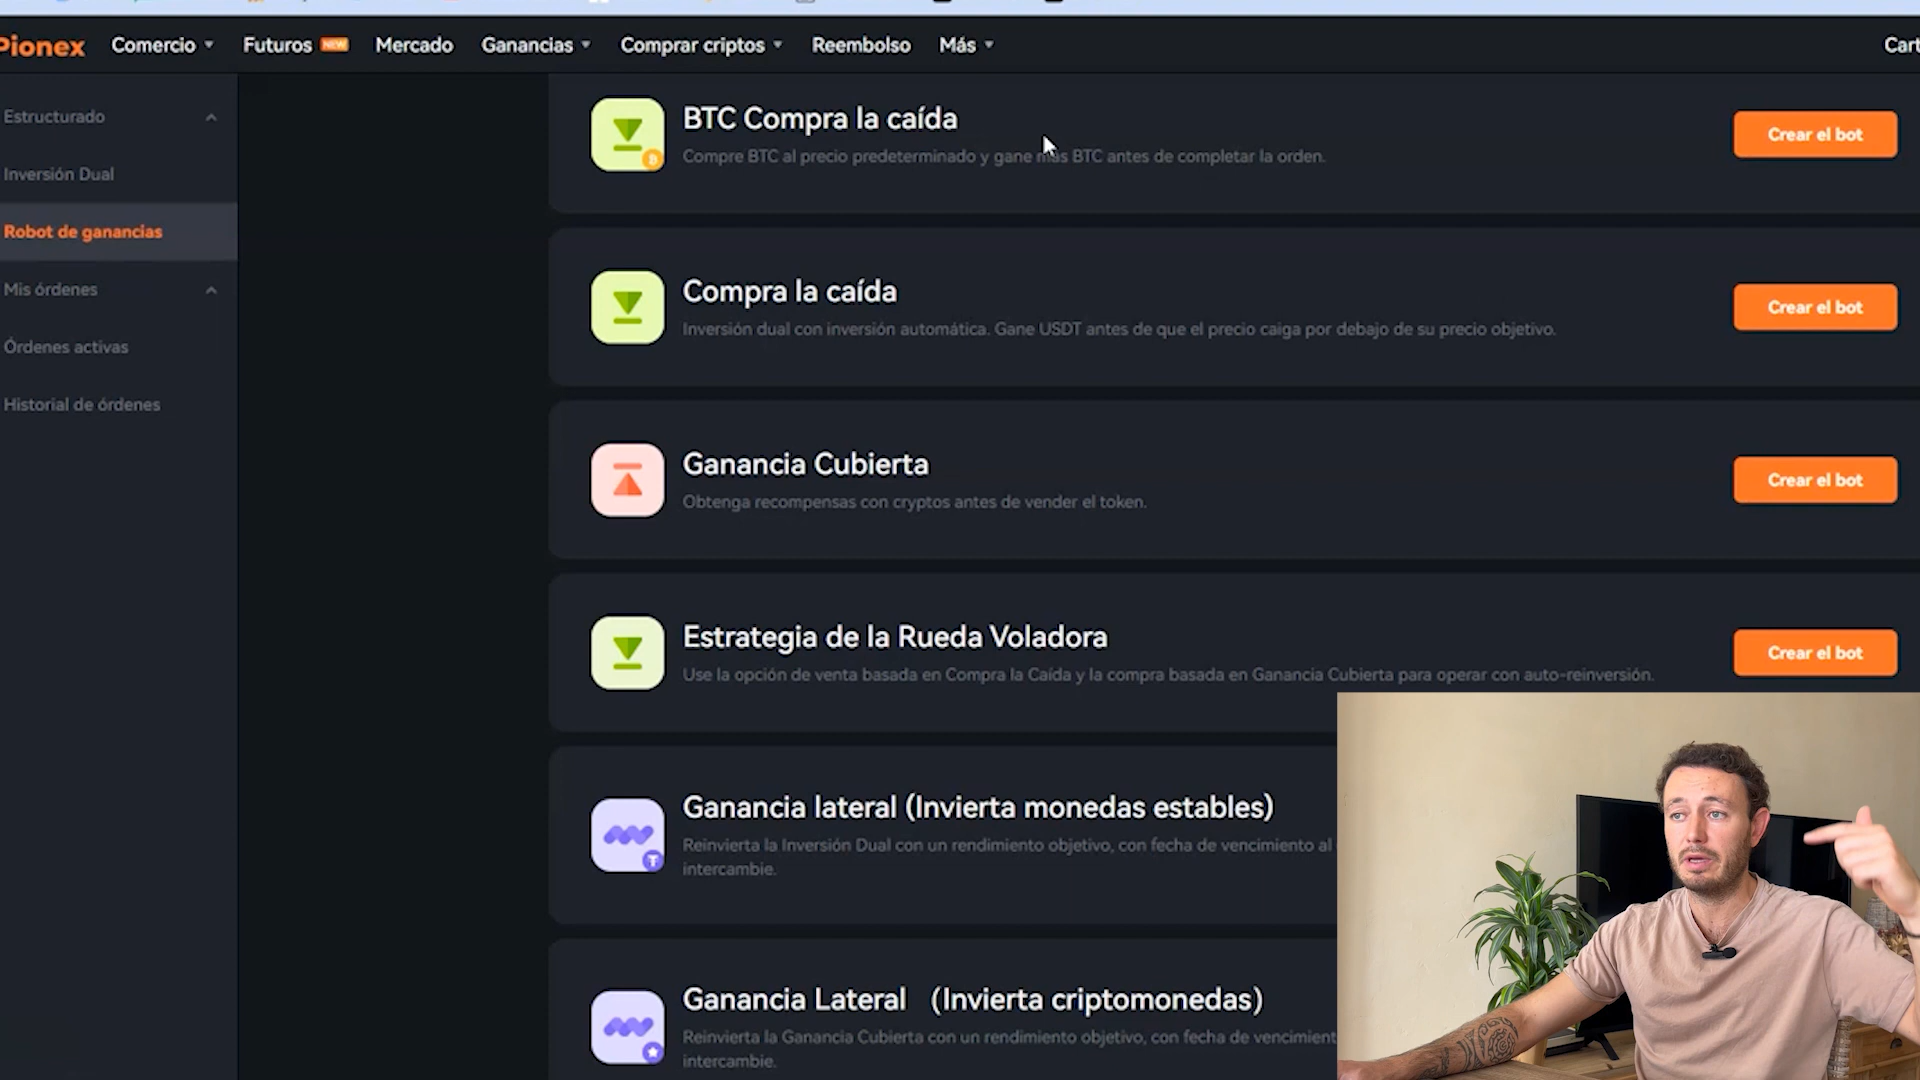 Pionex
Comercio
Futuros NEW
Mercado
Ganancias
Comprar criptos
Reembolso
Más
Estructurado
Inversión Dual
Robot de ganancias
Mis órdenes
Órdenes activas
Historial de órdenes
BTC Compra la caída
Compre BTC al precio predeterminado y gane más BTC antes de completar la orden.
Crear el bot
Compra la caída
Inversión dual con inversión automática. Gane USDT antes de que el precio caiga por debajo de su precio objetivo.
Crear el bot
Ganancia Cubierta
Obtenga recompensas con cryptos antes de vender el token.
Crear el bot
Estrategia de la Rueda Voladora
Use la opción de venta basada en Compra la Caída y la compra basada en Ganancia Cubierta para operar con auto-reinversión.
Crear el bot
Ganancia lateral (Invierta monedas estables)
Reinvierta la Inversión Dual con un rendimiento objetivo, con fecha de vencimiento al
intercambie.
Ganancia Lateral （Invierta criptomonedas)
Reinvierta la Ganancia Cubierta con un rendimiento objetivo, con fecha de vencimient
intercambie.